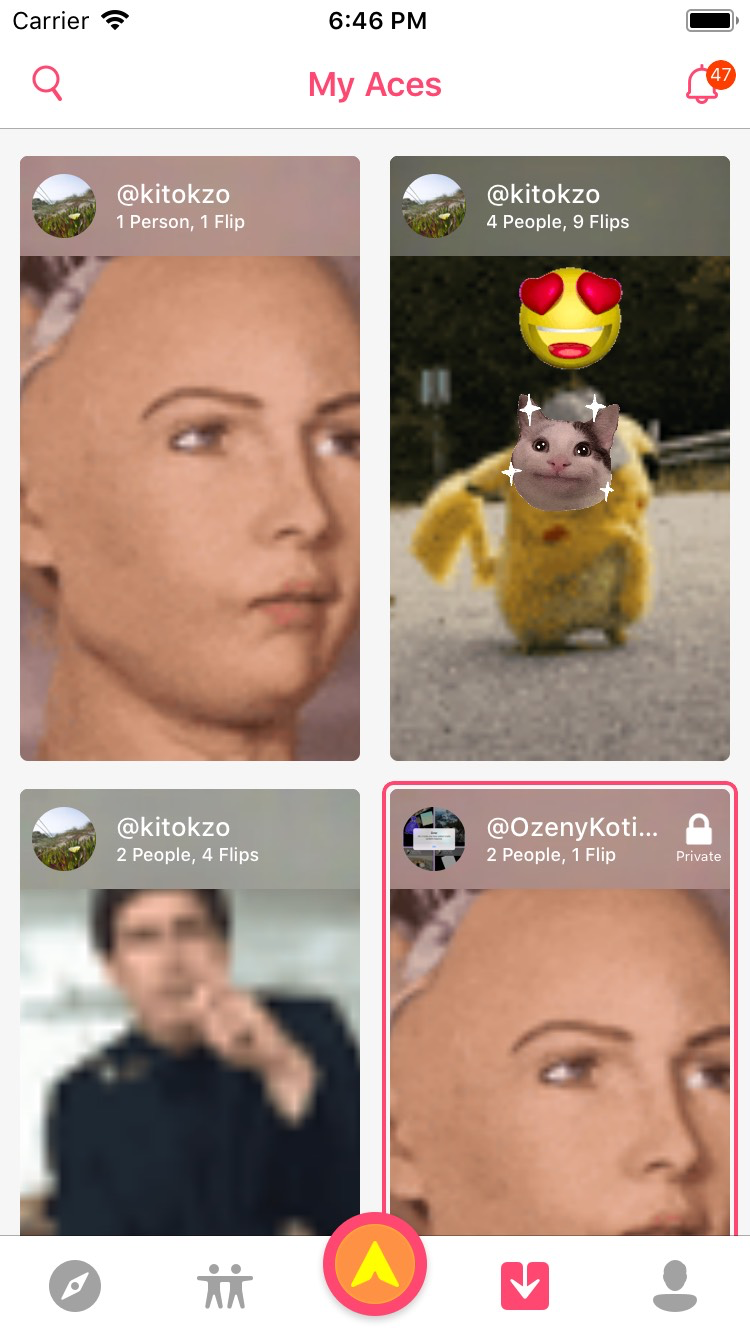 Carrier 6:46 PM
My Aces
47
@kitokzo
1 Person, 1 Flip
@kitokzo
4 People, 9 Flips
@kitokzo
2 People, 4 Flips
@OzenyKoti...
2 People, 1 Flip
Private